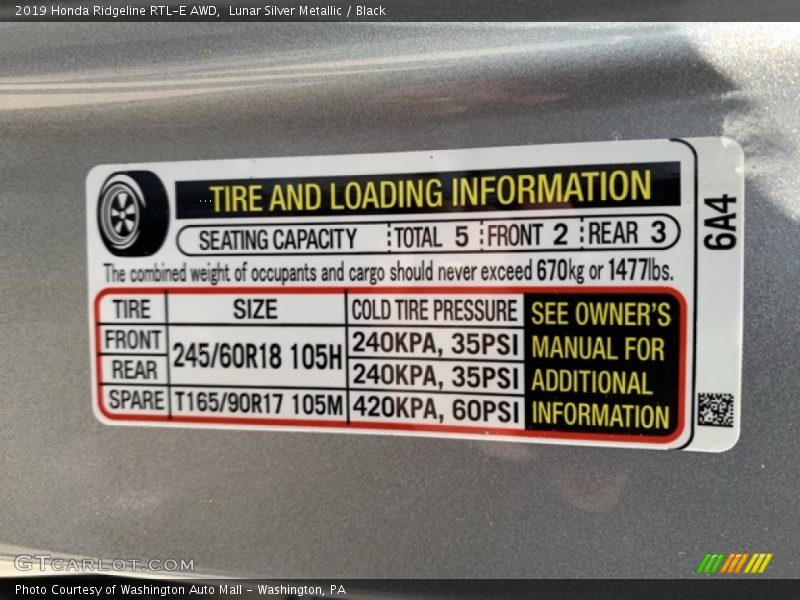 2019 Honda Ridgeline RTL-E AWD, Lunar Silver Metallic / Black
TIRE AND LOADING INFORMATION
SEATING CAPACITY TOTAL 5 FRONT 2 REAR 3
The combined weight of occupants and cargo should never exceed 670kg or 1477lbs.
TIRE SIZE COLD TIRE PRESSURE
FRONT 245/60R18 105H 240KPA, 35PSI
REAR 240KPA, 35PSI
SPARE T165/90R17 105M 420KPA, 60PSI
SEE OWNER'S
MANUAL FOR
ADDITIONAL
INFORMATION
6A4
GTCARLOT.COM
Photo Courtesy of Washington Auto Mall - Washington, PA